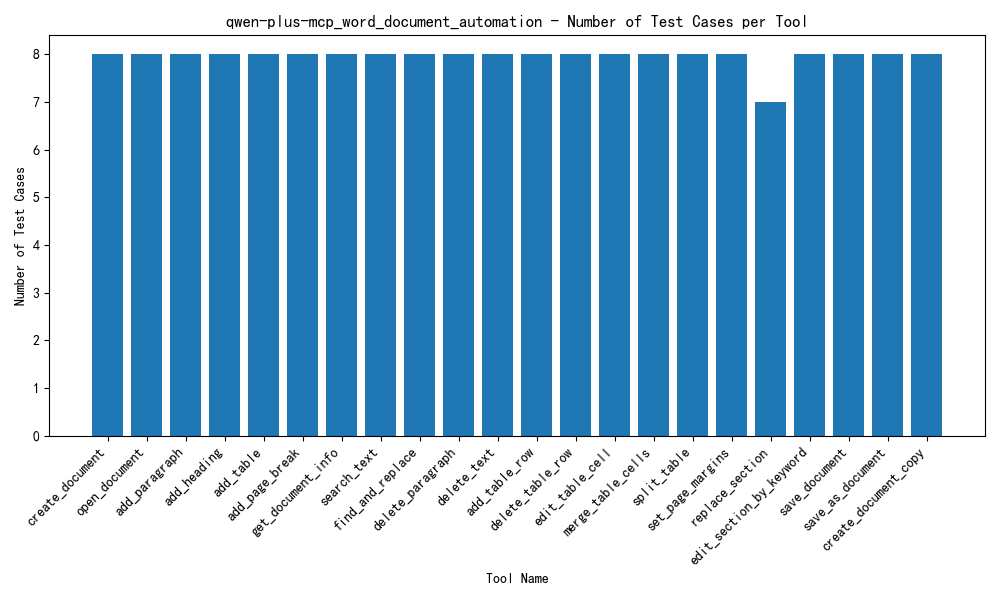 qwen-plus-mcp_word_document_automation - Number of Test Cases per Tool
Number of Test Cases
8
7
6
5
4
3
2
1
0
create_document
open_document
add_paragraph
add_heading
add_table
add_page_break
get_document_info
search_text
find_and_replace
delete_paragraph
delete_text
add_table_row
delete_table_row
edit_table_cell
merge_table_cells
split_table
set_page_margins
replace_section
edit_section_by_keyword
save_document
save_as_document
create_document_copy
Tool Name